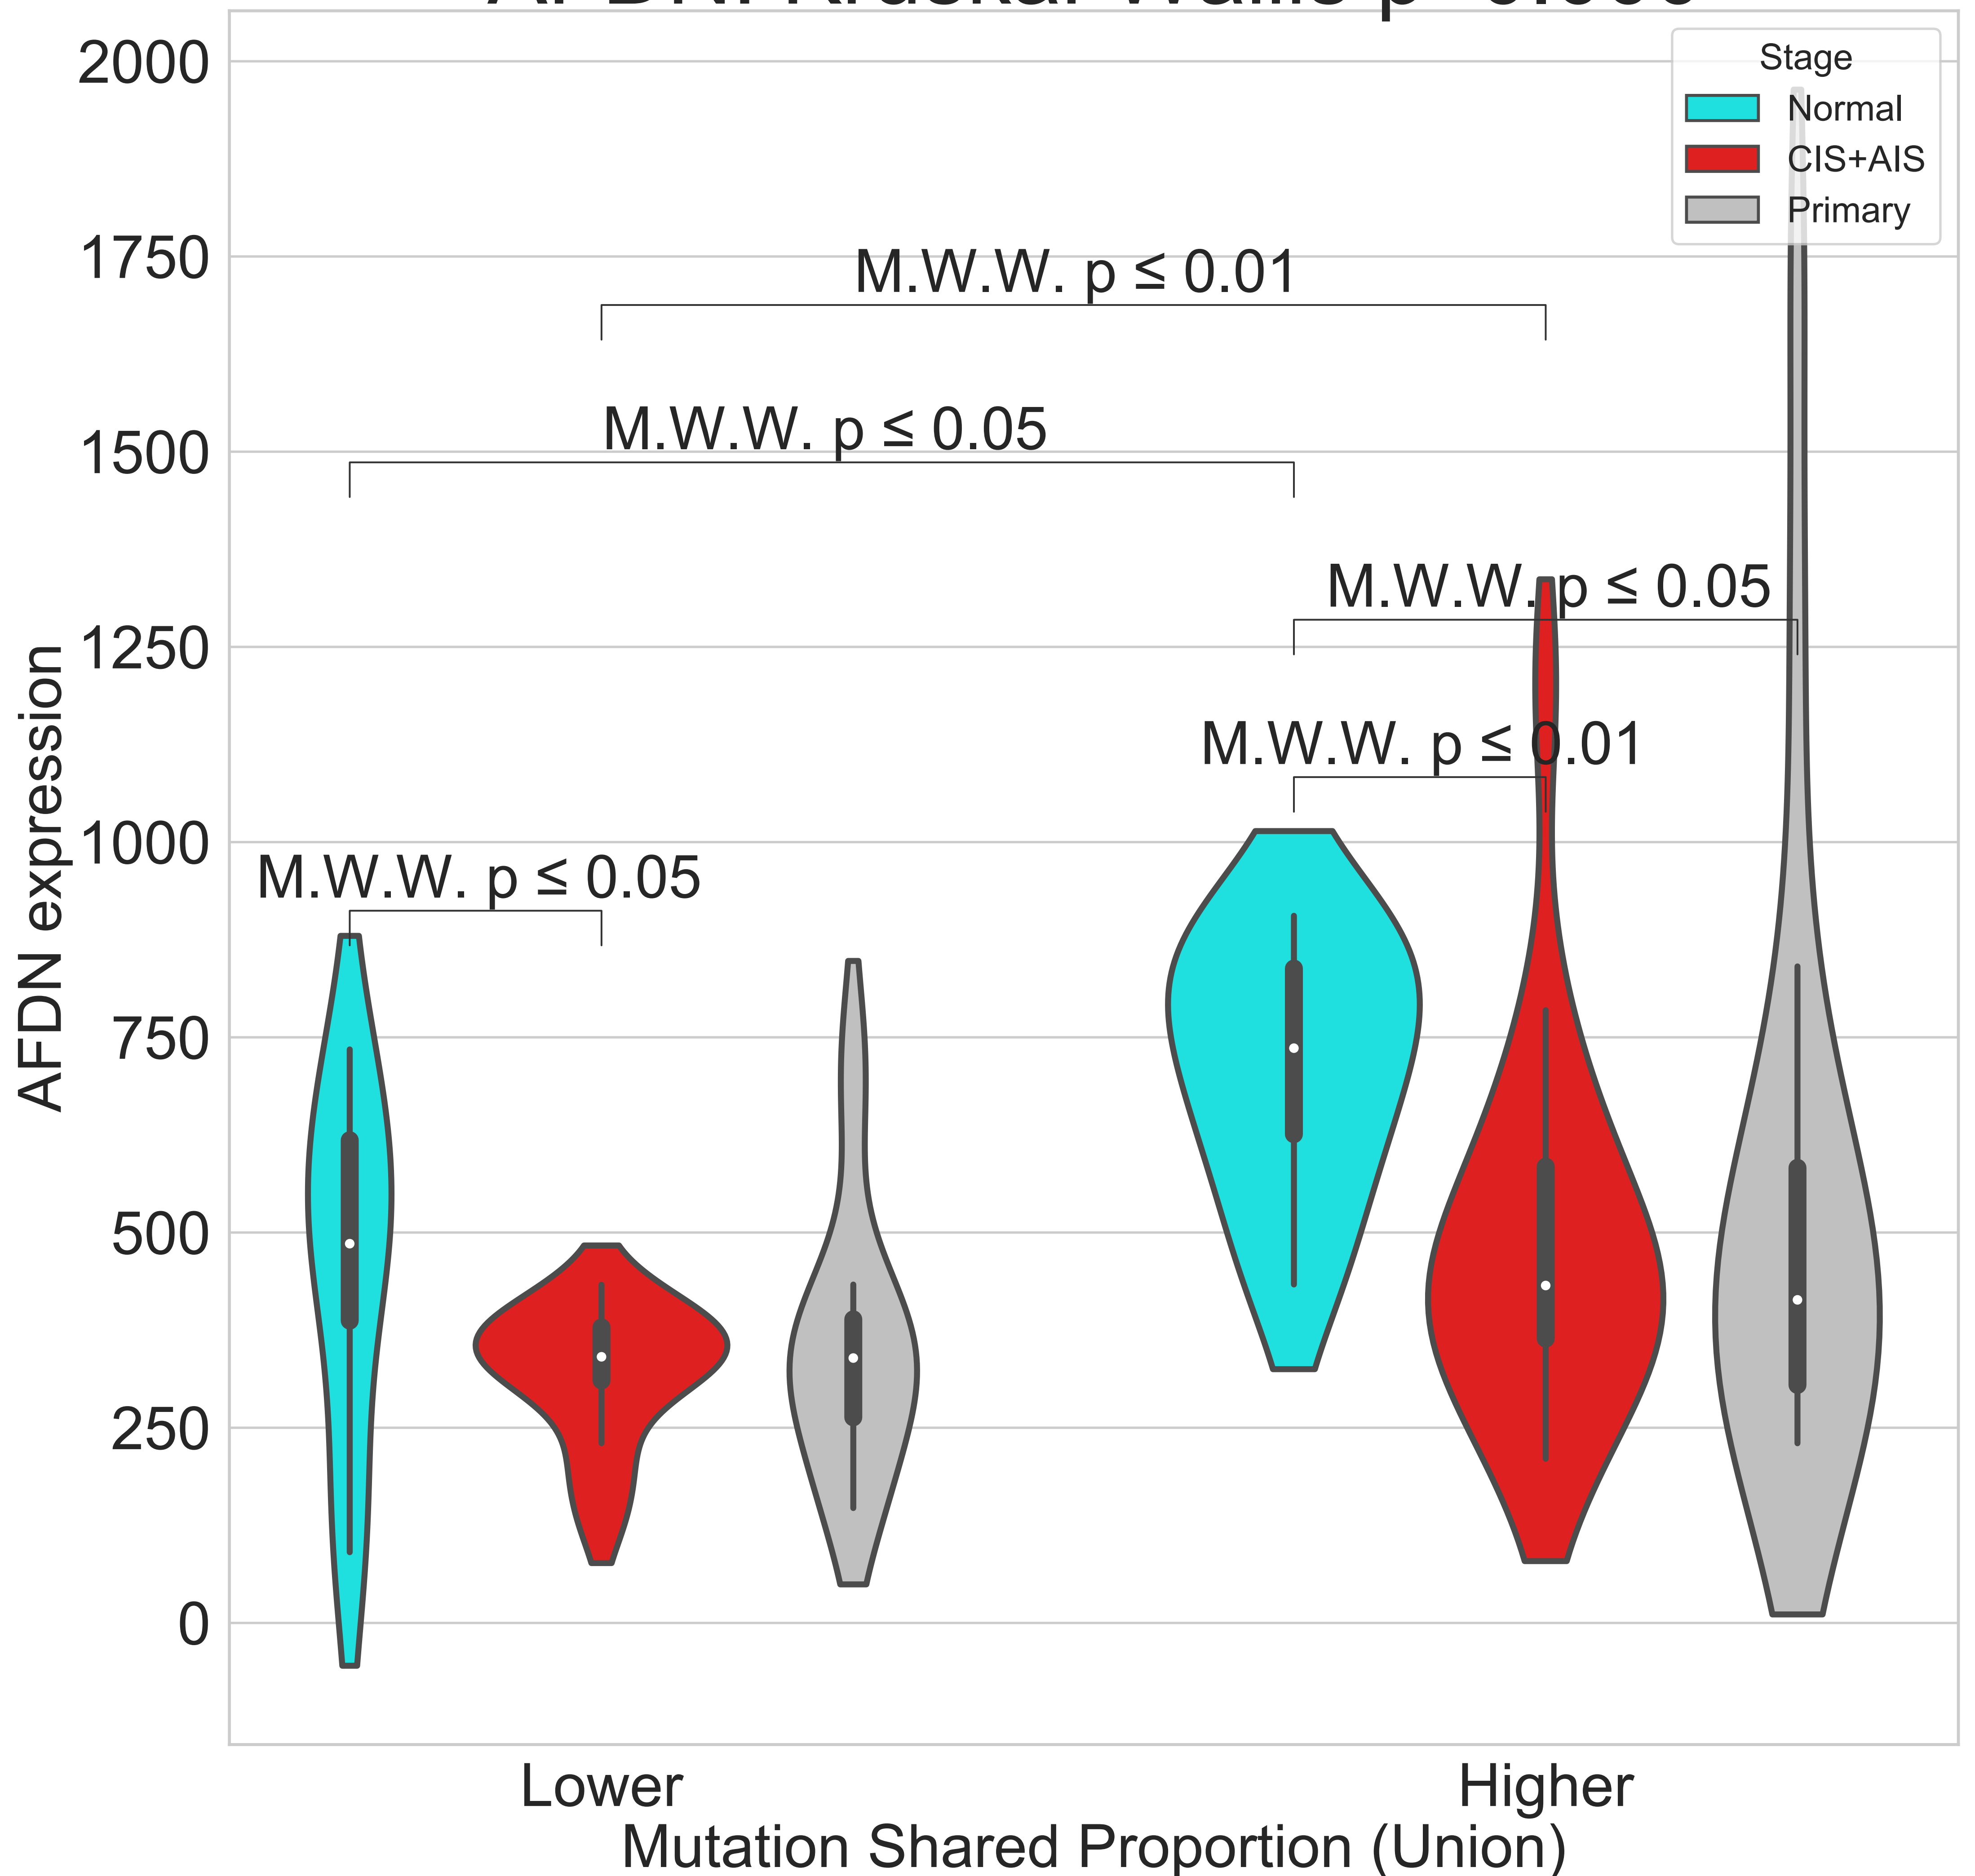 2000
1750
1500
1250
1000
750
500
250
0
AFDN expression
Stage
Normal
CIS+AIS
Primary
M.W.W. p ≤ 0.01
M.W.W. p ≤ 0.05
M.W.W. p ≤ 0.05
M.W.W. p ≤ 0.01
M.W.W. p ≤ 0.05
Lower
Higher
Mutation Shared Proportion (Union)